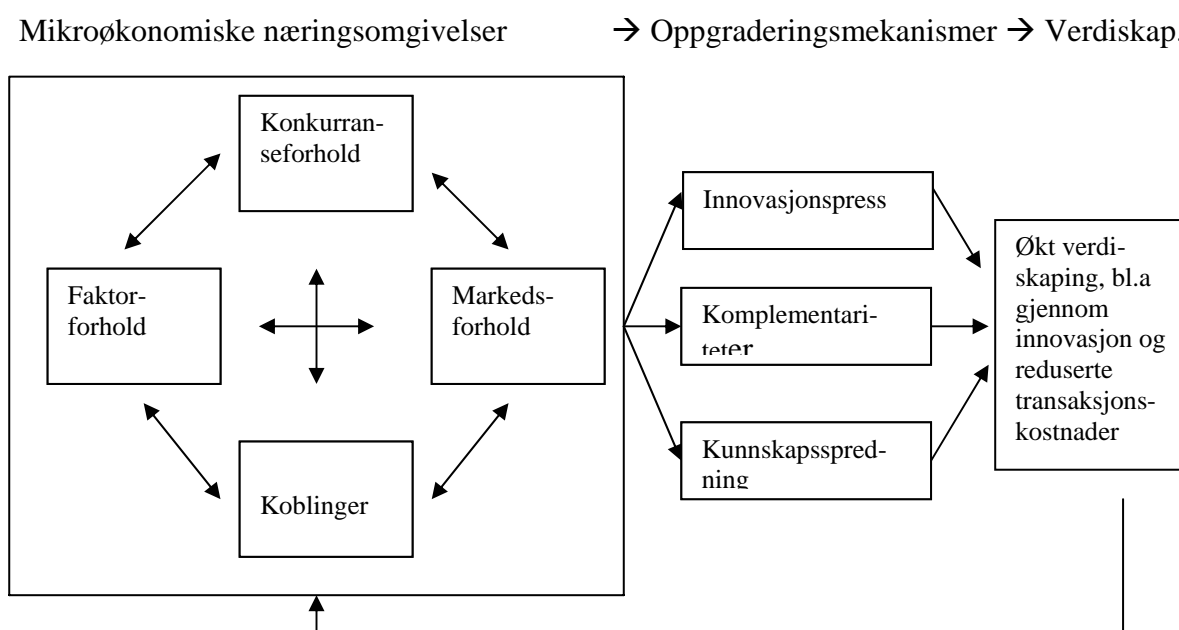 Mikroøkonomiske næringsomgivelser → Oppgraderingsmekanismer → Verdiskap.
Konkurran-
seforhold
Faktor-
forhold
Markeds-
forhold
Koblinger
Innovasjonspress
Komplementari-
teter
Kunnskapsspred-
ning
Økt verdi-
skaping, bl.a
gjennom
innovasjon og
reduserte
transaksjons-
kostnader